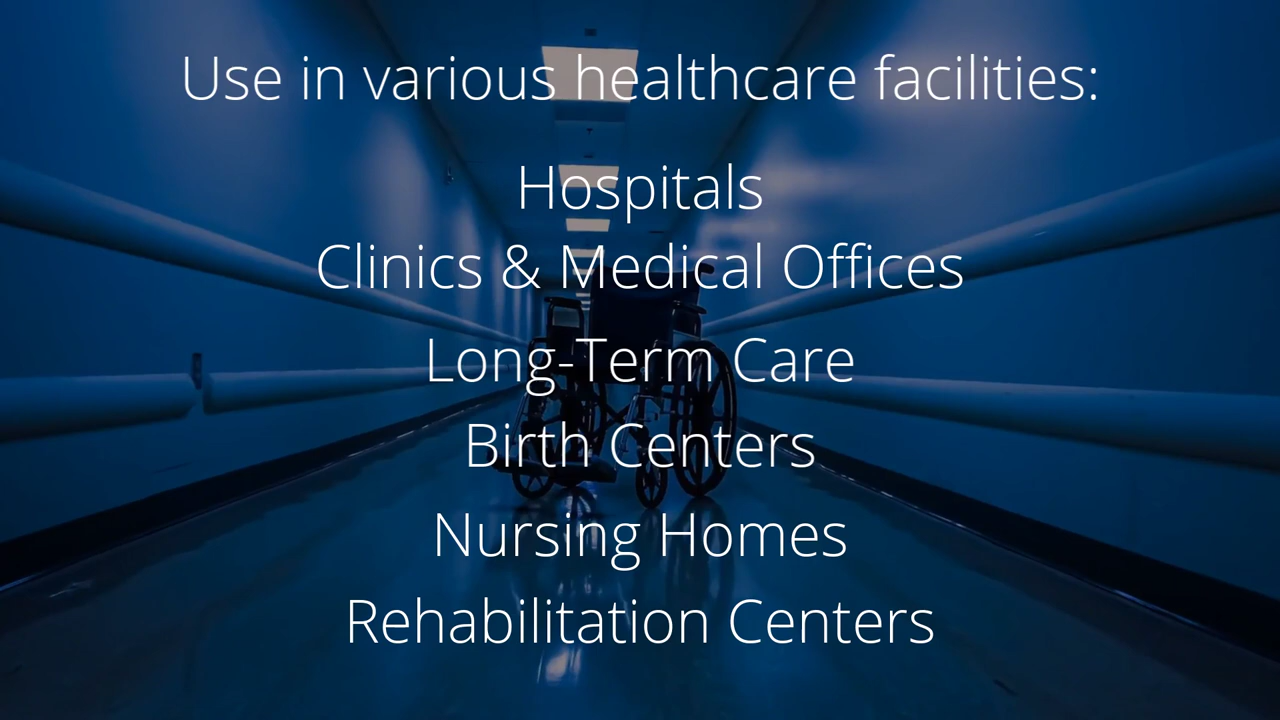 Use in various healthcare facilities:
Hospitals
Clinics & Medical Offices
Long-Term Care
Birth Centers
Nursing Homes
Rehabilitation Centers